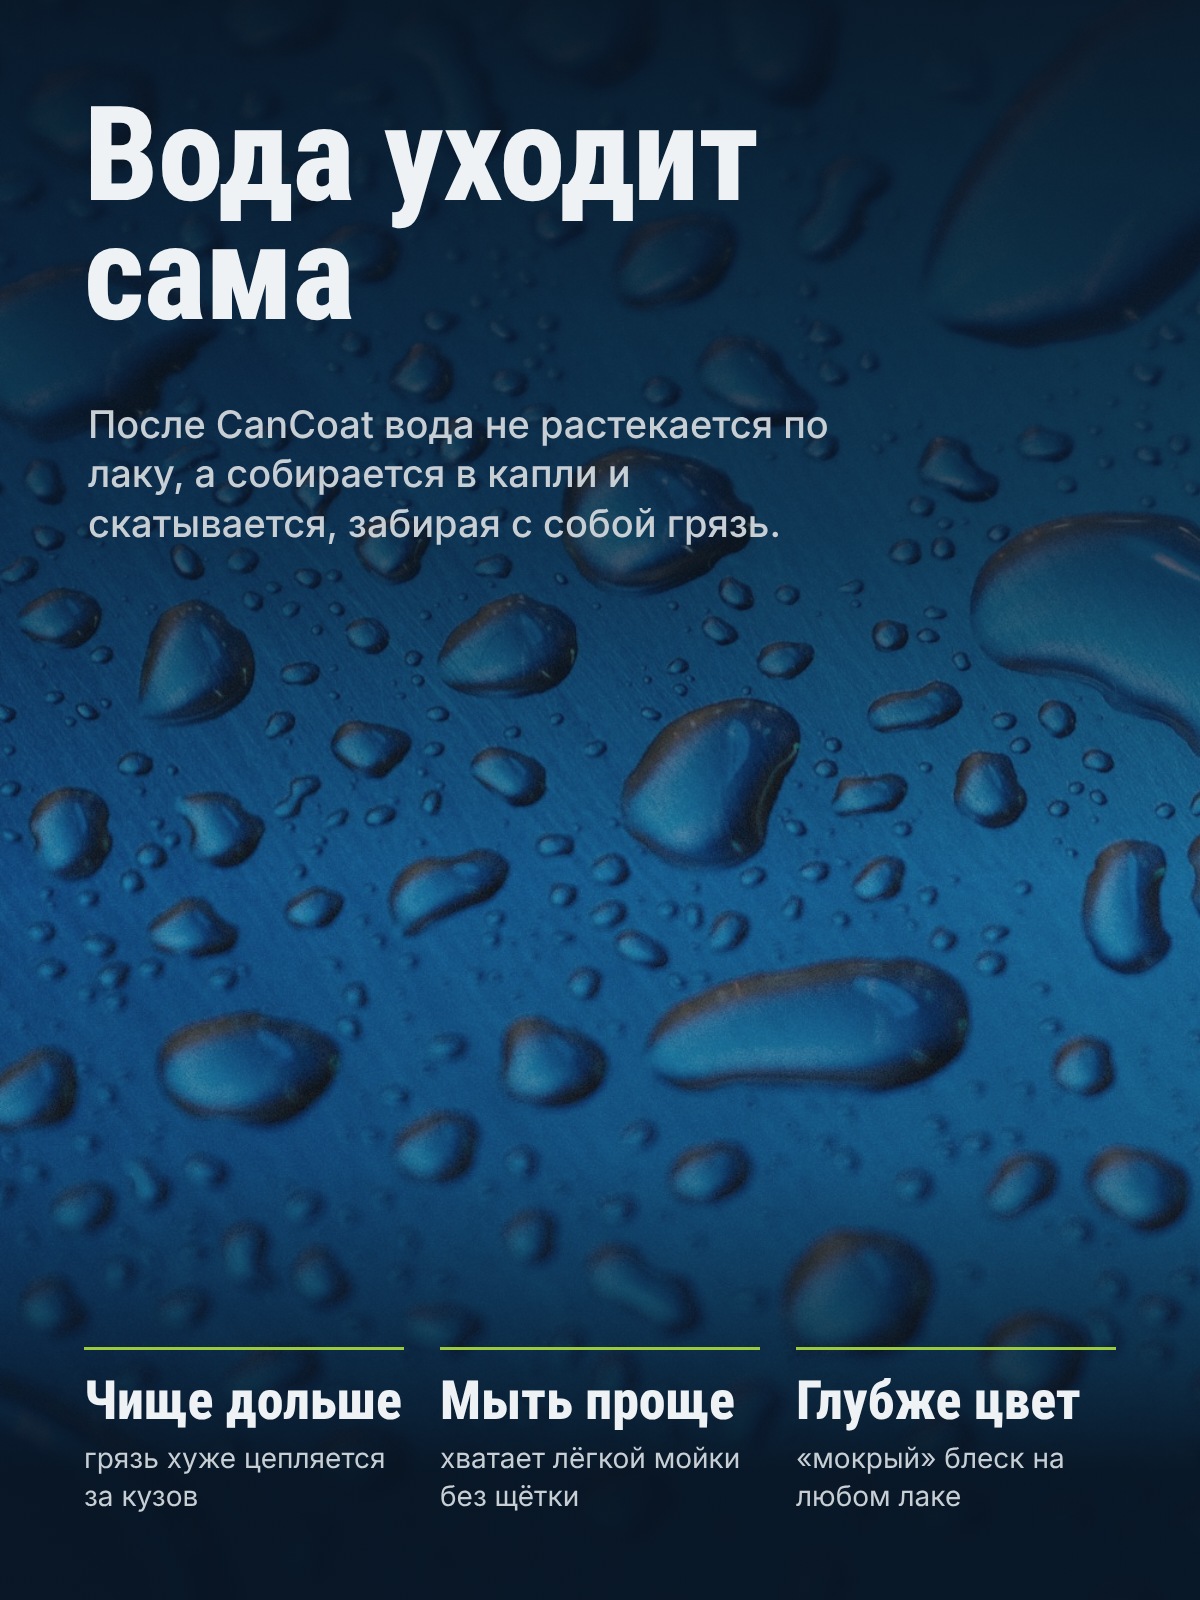 Вода уходит
сама
После CanCoat вода не растекается по
лаку, а собирается в капли и
скатывается, забирая с собой грязь.
Чище дольше
грязь хуже цепляется
за кузов
Мыть проще
хватает лёгкой мойки
без щётки
Глубже цвет
«мокрый» блеск на
любом лаке